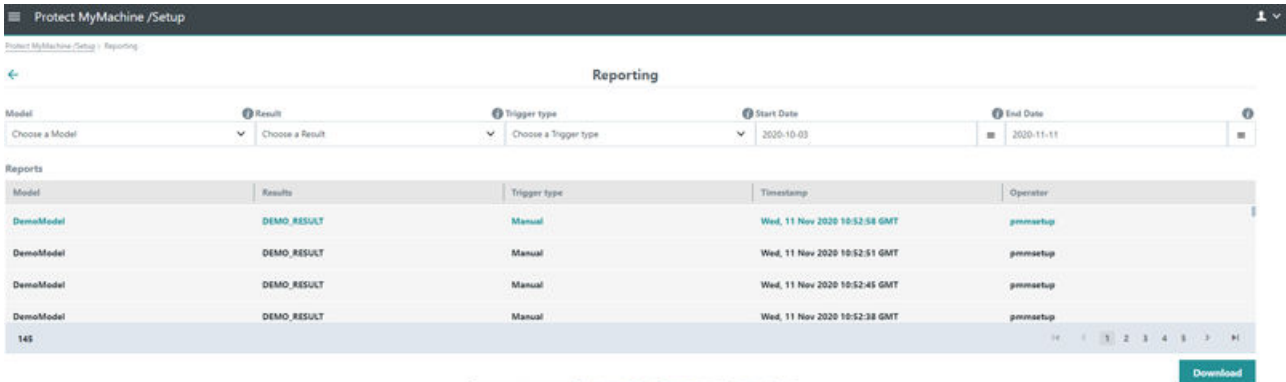 Protect MyMachine /Setup
Protect MyMachine /Setup › Reporting
Reporting
Model Result Trigger type Start Date End Date
Choose a Model Choose a Result Choose a Trigger type 2020-10-03 2020-11-11
Reports
Model Results Trigger type Timestamp Operator
DemoModel DEMO_RESULT Manual Wed, 11 Nov 2020 10:52:58 GMT pmmsetup
DemoModel DEMO_RESULT Manual Wed, 11 Nov 2020 10:52:51 GMT pmmsetup
DemoModel DEMO_RESULT Manual Wed, 11 Nov 2020 10:52:45 GMT pmmsetup
DemoModel DEMO_RESULT Manual Wed, 11 Nov 2020 10:52:38 GMT pmmsetup
145 1 2 3 4 5
Download